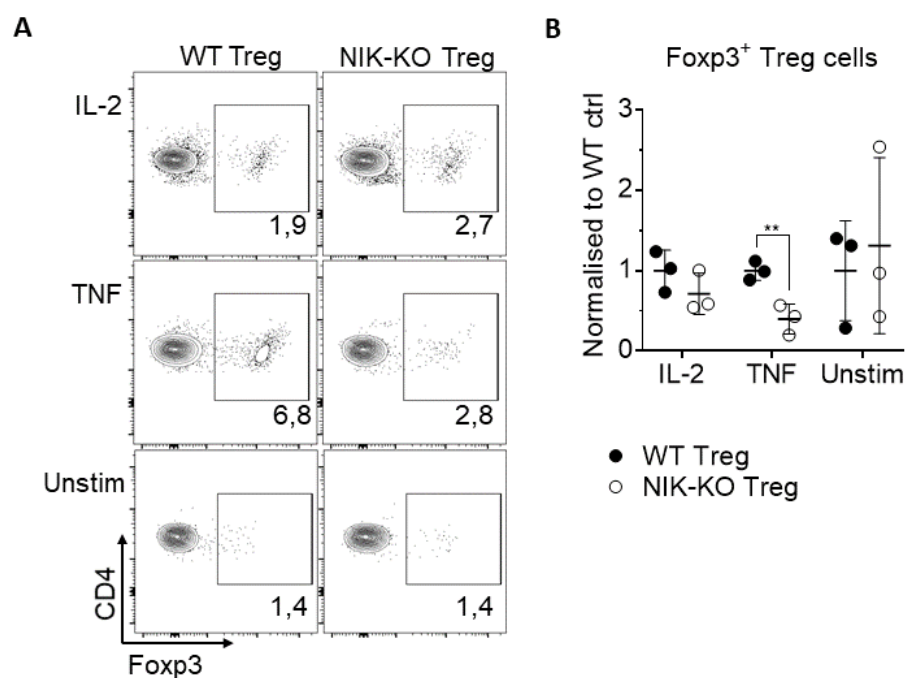 A
WT Treg NIK-KO Treg
IL-2
1,9 2,7
TNF
6,8 2,8
Unstim
1,4 1,4
CD4
Foxp3
B
Foxp3⁺ Treg cells
Normalised to WT ctrl
3
2
1
0
**
IL-2 TNF Unstim
WT Treg
NIK-KO Treg